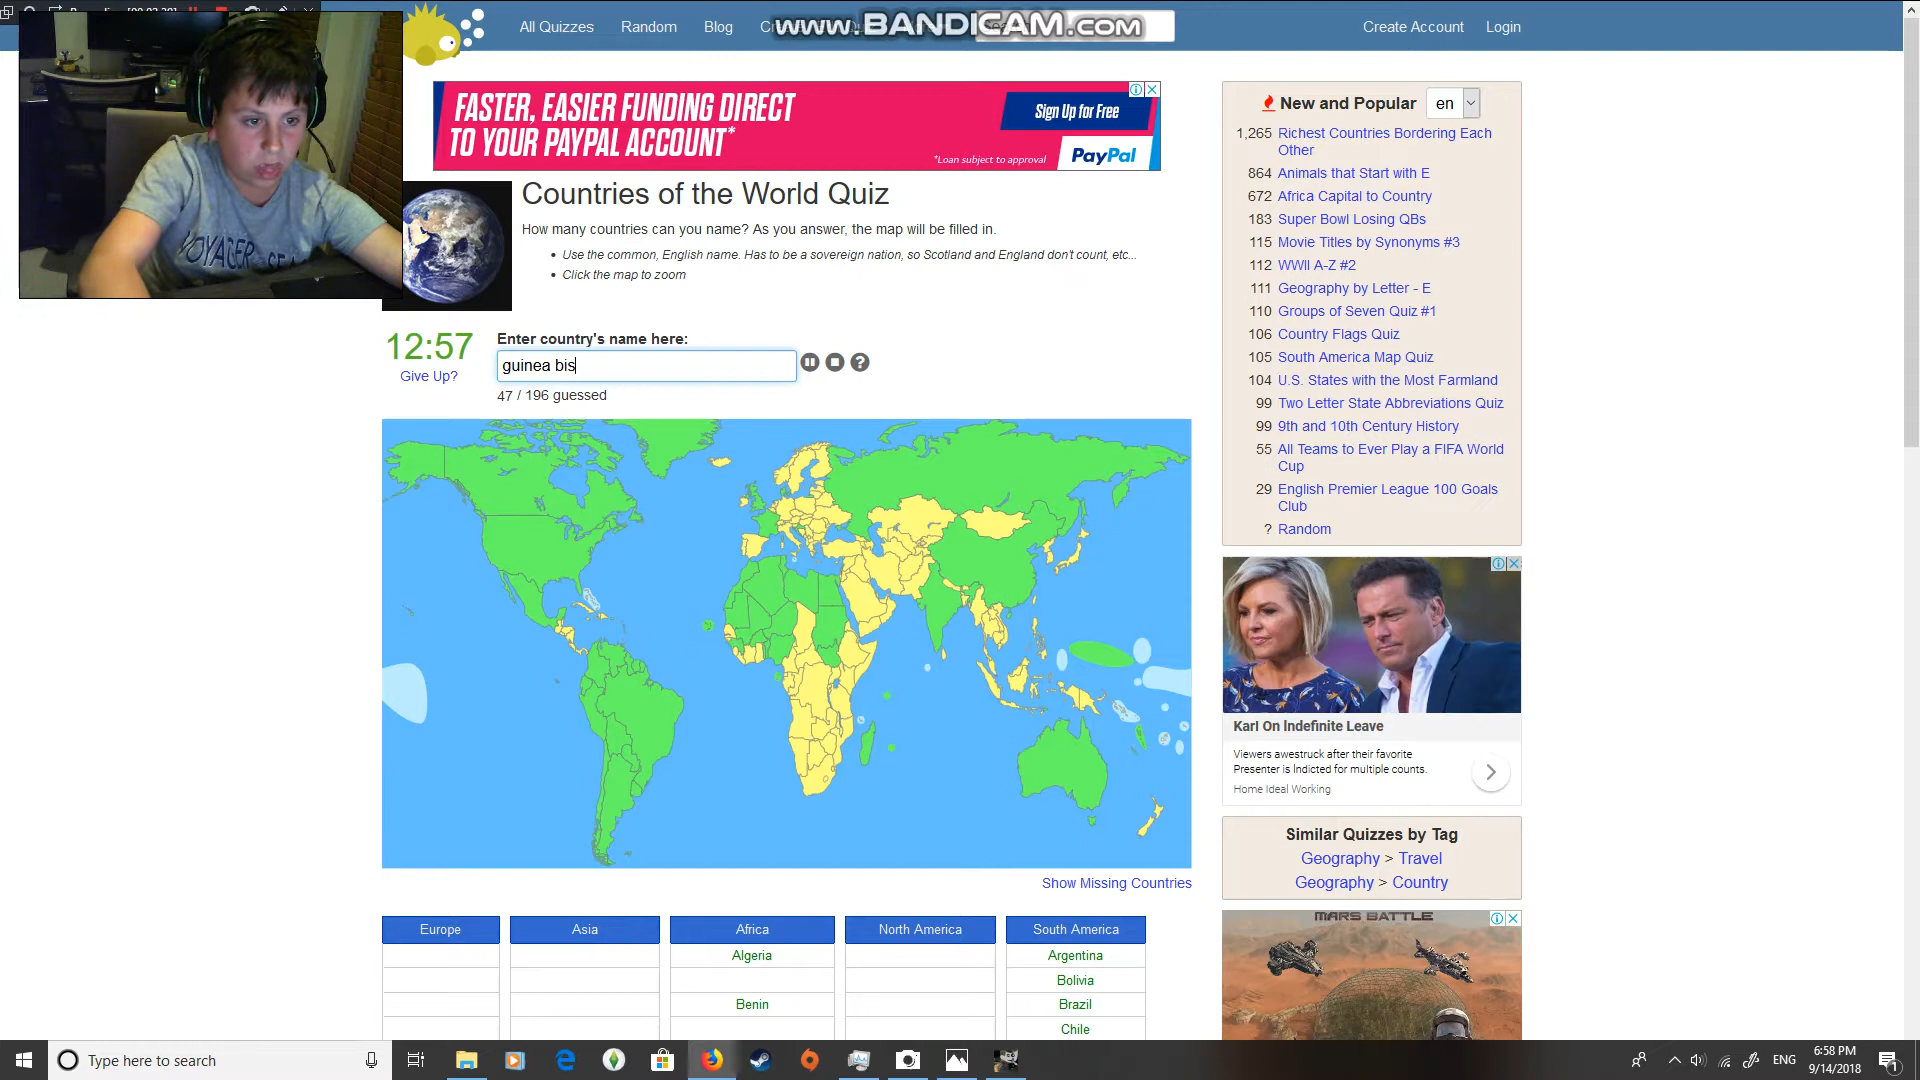 All Quizzes
Random
Blog
www.BANDICAM.com
Create Account
Login
FASTER, EASIER FUNDING DIRECT
TO YOUR PAYPAL ACCOUNT*
Sign Up for Free
*Loan subject to approval
PayPal
Countries of the World Quiz
How many countries can you name? As you answer, the map will be filled in.
• Use the common, English name. Has to be a sovereign nation, so Scotland and England don't count, etc...
• Click the map to zoom
12:57
Give Up?
Enter country's name here:
guinea bis
47 / 196 guessed
Show Missing Countries
Europe
Asia
Africa
North America
South America
Algeria
Argentina
Bolivia
Benin
Brazil
Chile
New and Popular
en
1,265 Richest Countries Bordering Each
Other
864 Animals that Start with E
672 Africa Capital to Country
183 Super Bowl Losing QBs
115 Movie Titles by Synonyms #3
112 WWII A-Z #2
111 Geography by Letter - E
110 Groups of Seven Quiz #1
106 Country Flags Quiz
105 South America Map Quiz
104 U.S. States with the Most Farmland
99 Two Letter State Abbreviations Quiz
99 9th and 10th Century History
55 All Teams to Ever Play a FIFA World
Cup
29 English Premier League 100 Goals
Club
? Random
Karl On Indefinite Leave
Viewers awestruck after their favorite
Presenter is Indicted for multiple counts.
Home Ideal Working
Similar Quizzes by Tag
Geography > Travel
Geography > Country
MARS BATTLE
Type here to search
ENG
6:58 PM
9/14/2018
1